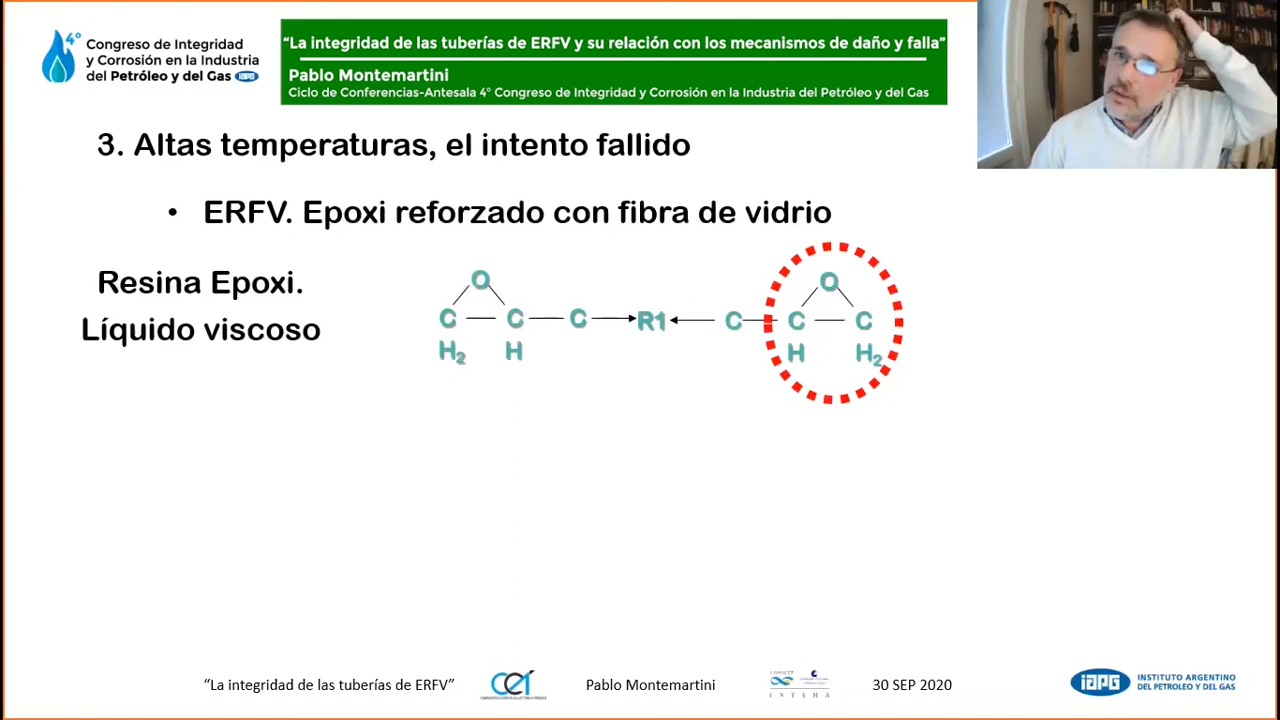 4° Congreso de Integridad
y Corrosión en la Industria
del Petróleo y del Gas iapg
“La integridad de las tuberías de ERFV y su relación con los mecanismos de daño y falla”
Pablo Montemartini
Ciclo de Conferencias-Antesala 4° Congreso de Integridad y Corrosión en la Industria del Petróleo y del Gas
3. Altas temperaturas, el intento fallido
• ERFV. Epoxi reforzado con fibra de vidrio
Resina Epoxi.
Líquido viscoso
O O
C C C R1 C C C
H₂ H H H₂
“La integridad de las tuberías de ERFV”
Pablo Montemartini
CONICET
INTEMA
30 SEP 2020
iapg INSTITUTO ARGENTINO
DEL PETROLEO Y DEL GAS